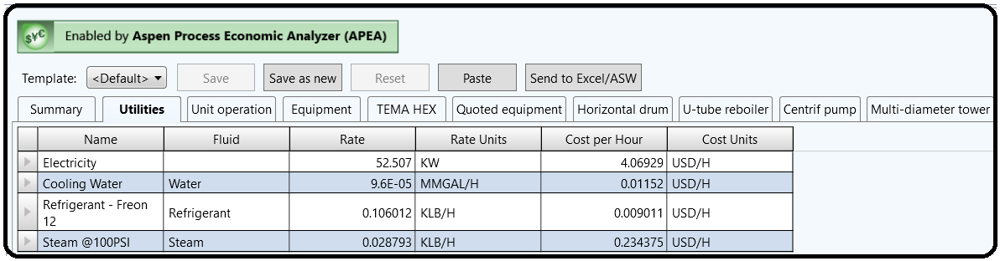 $¥€
Enabled by Aspen Process Economic Analyzer (APEA)
Template: <Default> Save Save as new Reset Paste Send to Excel/ASW
Summary Utilities Unit operation Equipment TEMA HEX Quoted equipment Horizontal drum U-tube reboiler Centrif pump Multi-diameter tower
Name Fluid Rate Rate Units Cost per Hour Cost Units
Electricity 52.507 KW 4.06929 USD/H
Cooling Water Water 9.6E-05 MMGAL/H 0.01152 USD/H
Refrigerant - Freon
12 Refrigerant 0.106012 KLB/H 0.009011 USD/H
Steam @100PSI Steam 0.028793 KLB/H 0.234375 USD/H